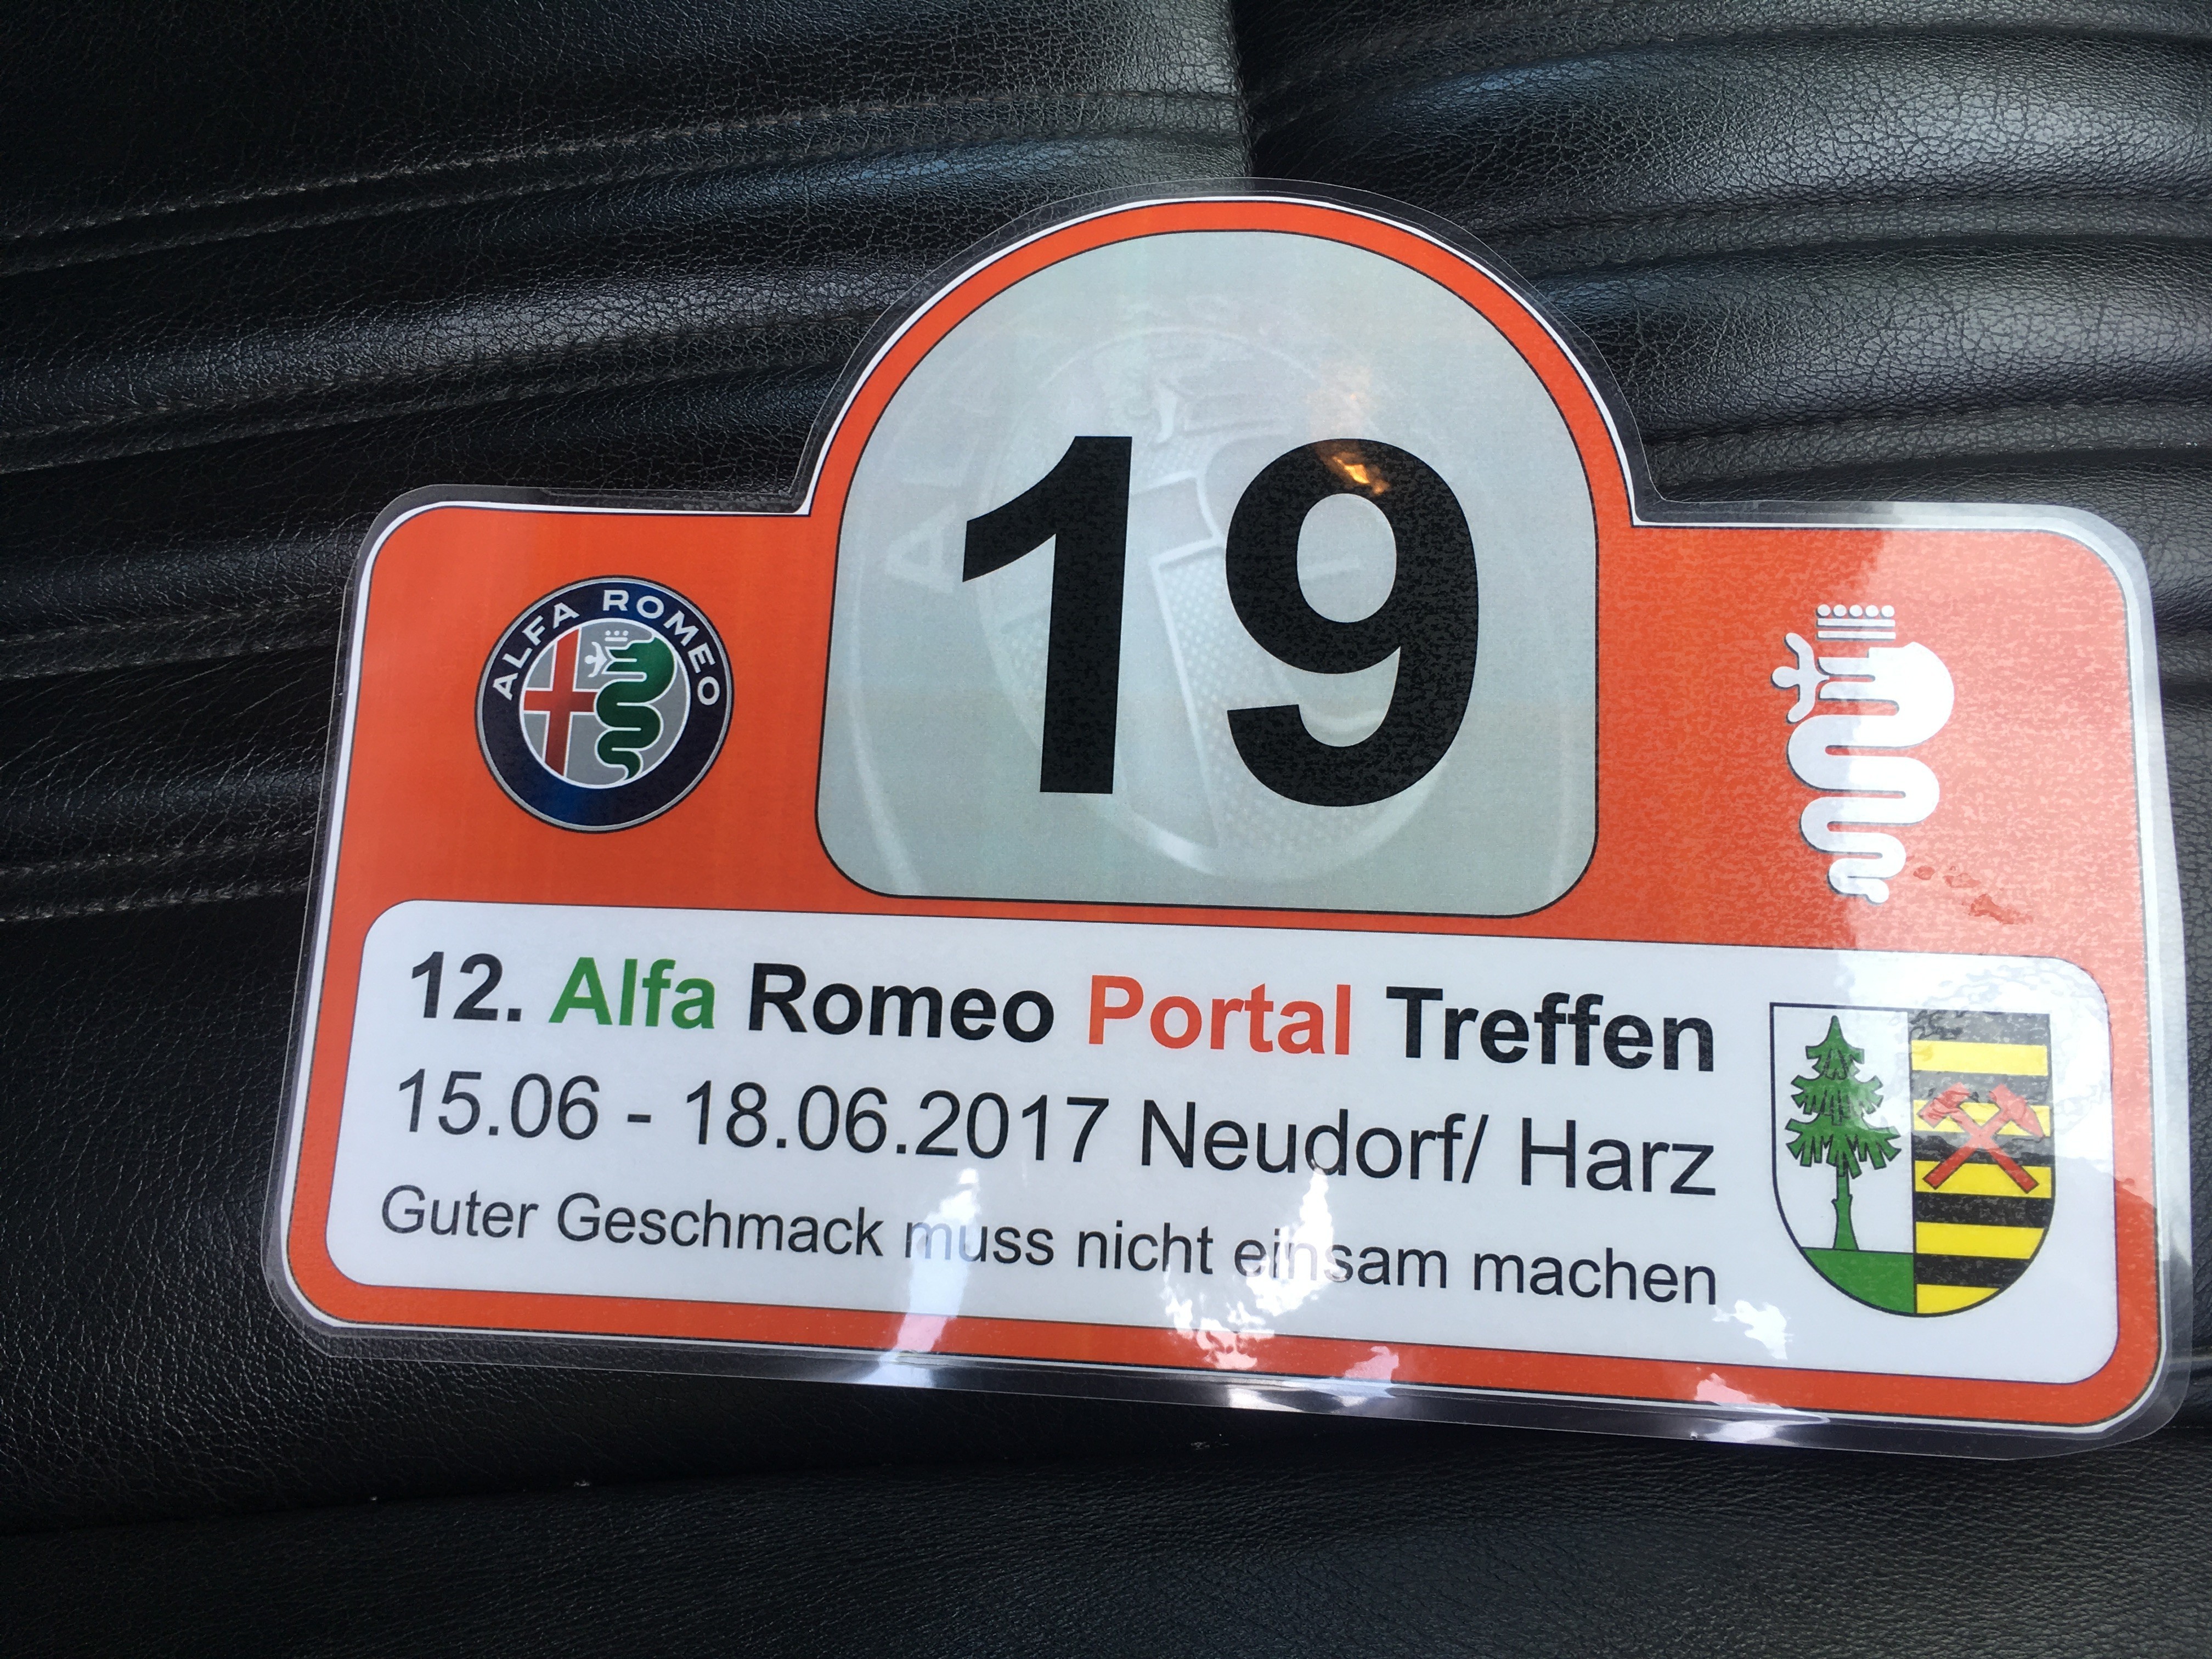 19
ALFA ROMEO
12. Alfa Romeo Portal Treffen
15.06 - 18.06.2017 Neudorf/ Harz
Guter Geschmack muss nicht einsam machen